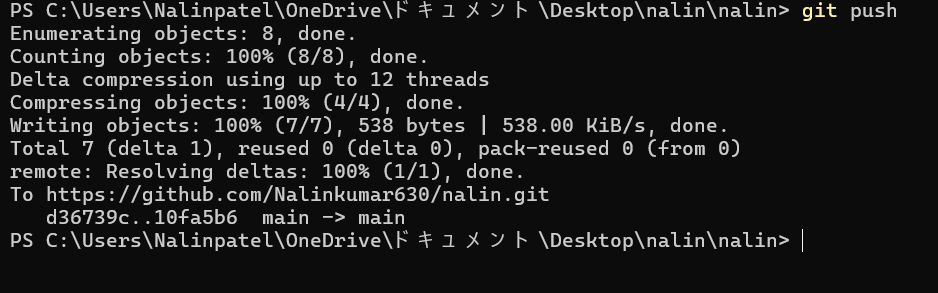 PS C:\Users\Nalinpatel\OneDrive\ドキュメント\Desktop\nalin\nalin> git push
Enumerating objects: 8, done.
Counting objects: 100% (8/8), done.
Delta compression using up to 12 threads
Compressing objects: 100% (4/4), done.
Writing objects: 100% (7/7), 538 bytes | 538.00 KiB/s, done.
Total 7 (delta 1), reused 0 (delta 0), pack-reused 0 (from 0)
remote: Resolving deltas: 100% (1/1), done.
To https://github.com/Nalinkumar630/nalin.git
   d36739c..10fa5b6  main -> main
PS C:\Users\Nalinpatel\OneDrive\ドキュメント\Desktop\nalin\nalin>